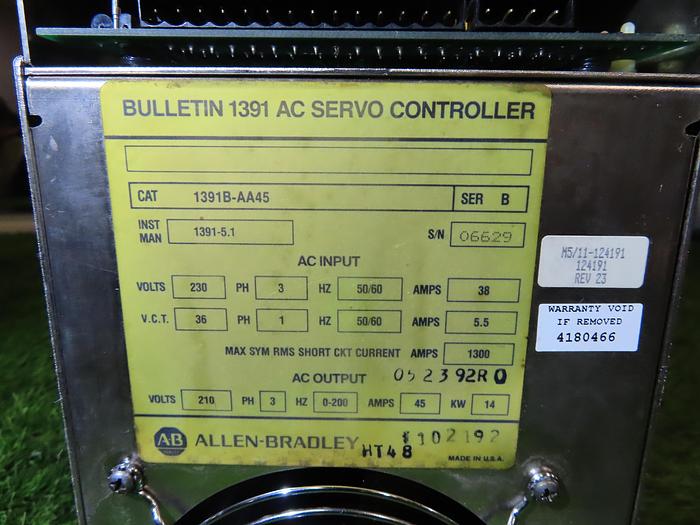 BULLETIN 1391 AC SERVO CONTROLLER
CAT 1391B-AA45 SER B
INST MAN 1391-5.1 S/N 06629
AC INPUT
VOLTS 230 PH 3 HZ 50/60 AMPS 38
V.C.T. 36 PH 1 HZ 50/60 AMPS 5.5
MAX SYM RMS SHORT CKT CURRENT AMPS 1300
AC OUTPUT 052392R0
VOLTS 210 PH 3 HZ 0-200 AMPS 45 KW 14
AB ALLEN-BRADLEY HT48 102192
MADE IN U.S.A.
M5/11-124191
124191
REV 23
WARRANTY VOID
IF REMOVED
4180466